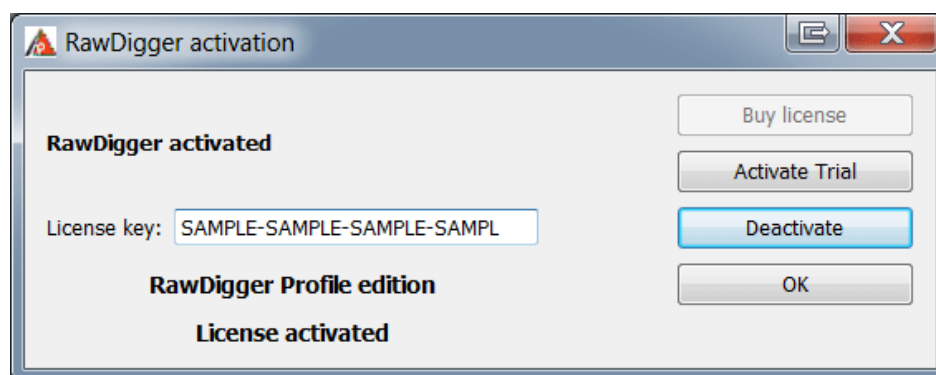 RawDigger activation
Buy license
RawDigger activated
Activate Trial
License key: SAMPLE-SAMPLE-SAMPLE-SAMPL
Deactivate
RawDigger Profile edition
OK
License activated